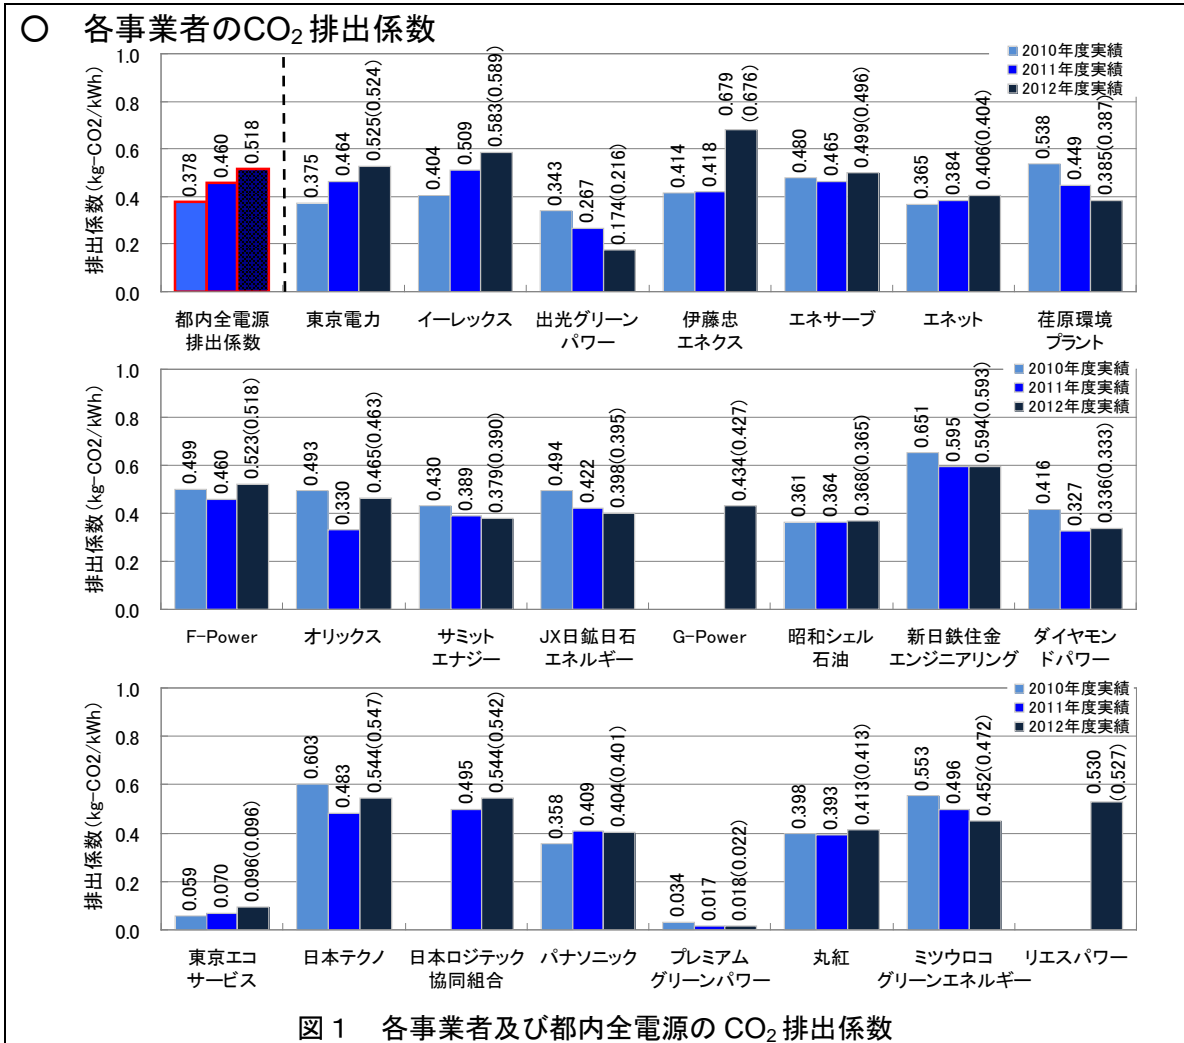 ○ 各事業者のCO₂排出係数
排出係数(kg-CO2/kWh)
1.0
0.8
0.6
0.4
0.2
0.0
2010年度実績
2011年度実績
2012年度実績
0.378
0.460
0.518
0.375
0.464
0.525(0.524)
0.404
0.509
0.583(0.589)
0.343
0.267
0.174(0.216)
0.414
0.418
0.679
(0.676)
0.480
0.465
0.499(0.496)
0.365
0.384
0.406(0.404)
0.538
0.449
0.385(0.387)
都内全電源
排出係数
東京電力
イーレックス
出光グリーン
パワー
伊藤忠
エネクス
エネサーブ
エネット
荏原環境
プラント
排出係数(kg-CO2/kWh)
1.0
0.8
0.6
0.4
0.2
0.0
2010年度実績
2011年度実績
2012年度実績
0.499
0.460
0.523(0.518)
0.493
0.330
0.465(0.463)
0.430
0.389
0.379(0.390)
0.494
0.422
0.398(0.395)
0.434(0.427)
0.361
0.364
0.368(0.365)
0.651
0.595
0.594(0.593)
0.416
0.327
0.336(0.333)
F-Power
オリックス
サミット
エナジー
JX日鉱日石
エネルギー
G-Power
昭和シェル
石油
新日鉄住金
エンジニアリング
ダイヤモン
ドパワー
排出係数(kg-CO2/kWh)
1.0
0.8
0.6
0.4
0.2
0.0
2010年度実績
2011年度実績
2012年度実績
0.059
0.070
0.096(0.096)
0.603
0.483
0.544(0.547)
0.495
0.544(0.542)
0.358
0.409
0.404(0.401)
0.034
0.017
0.018(0.022)
0.398
0.393
0.413(0.413)
0.553
0.496
0.452(0.472)
0.530
(0.527)
東京エコ
サービス
日本テクノ
日本ロジテック
協同組合
パナソニック
プレミアム
グリーンパワー
丸紅
ミツウロコ
グリーンエネルギー
リエスパワー
図1 各事業者及び都内全電源の CO₂排出係数